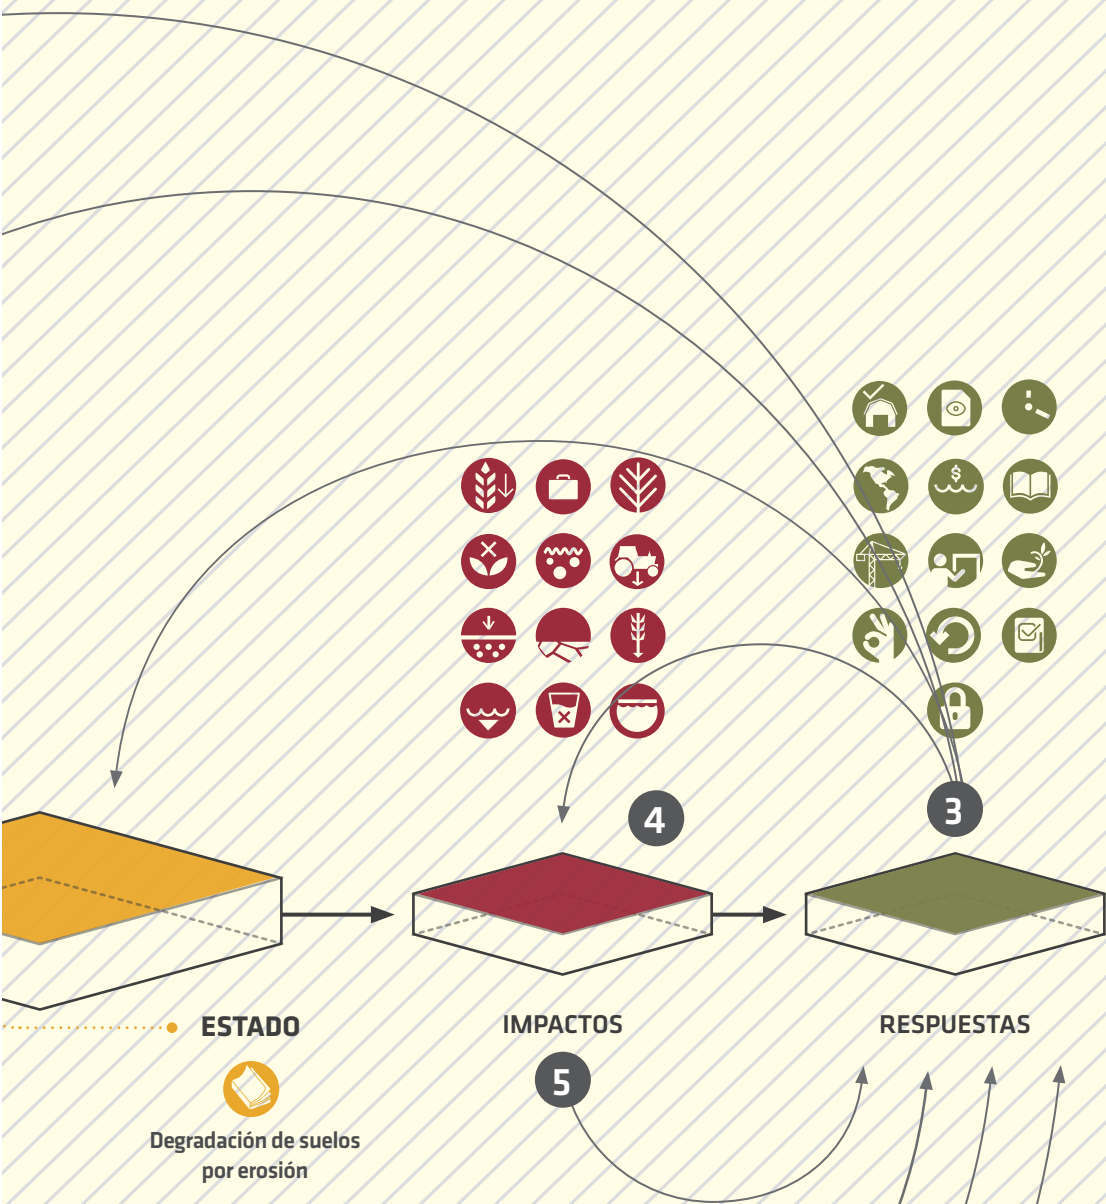 $
3
4
ESTADO
IMPACTOS
RESPUESTAS
5
Degradación de suelos
por erosión